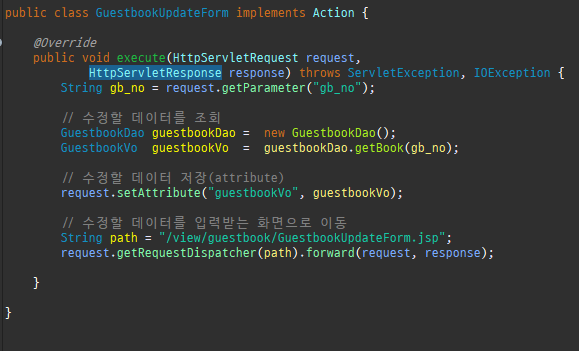 public class GuestbookUpdateForm implements Action {
@Override
public void execute(HttpServletRequest request,
HttpServletResponse response) throws ServletException, IOException {
String gb_no = request.getParameter("gb_no");
// 수정할 데이터를 조회
GuestbookDao guestbookDao =  new GuestbookDao();
GuestbookVo  guestbookVo  =  guestbookDao.getBook(gb_no);
// 수정할 데이터 저장(attribute)
request.setAttribute("guestbookVo", guestbookVo);
// 수정할 데이터를 입력받는 화면으로 이동
String path = "/view/guestbook/GuestbookUpdateForm.jsp";
request.getRequestDispatcher(path).forward(request, response);
}
}